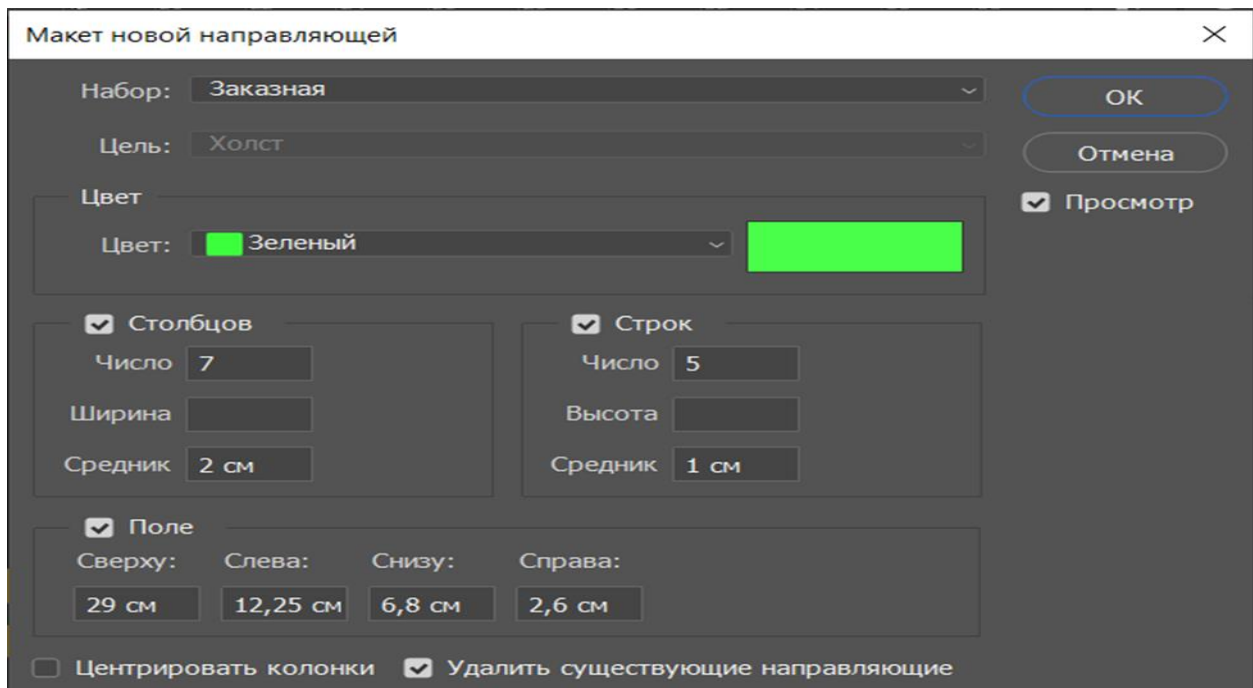 Макет новой направляющей
Набор: Заказная
ОК
Цель: Холст
Отмена
Просмотр
Цвет
Цвет: Зеленый
Столбцов
Число 7
Ширина
Средник 2 см
Строк
Число 5
Высота
Средник 1 см
Поле
Сверху: Слева: Снизу: Справа:
29 см 12,25 см 6,8 см 2,6 см
Центрировать колонки Удалить существующие направляющие